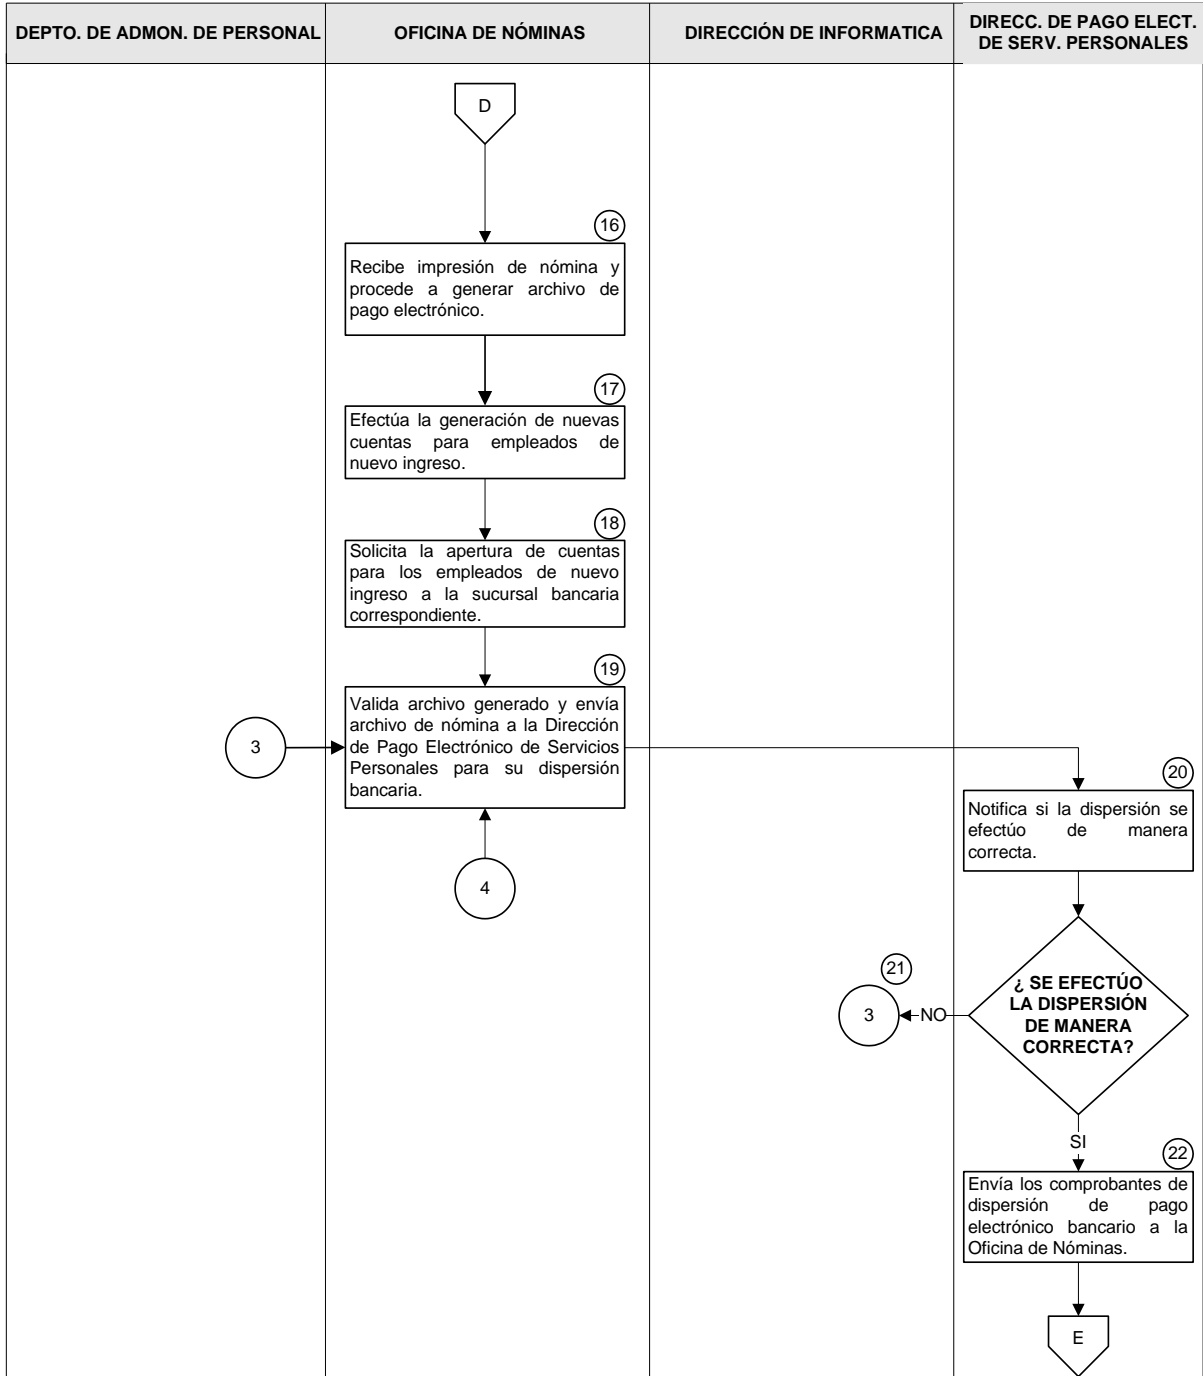 DEPTO. DE ADMON. DE PERSONAL
OFICINA DE NÓMINAS
DIRECCIÓN DE INFORMATICA
DIRECC. DE PAGO ELECT.
DE SERV. PERSONALES
D
16
Recibe impresión de nómina y
procede a generar archivo de
pago electrónico.
17
Efectúa la generación de nuevas
cuentas para empleados de
nuevo ingreso.
18
Solicita la apertura de cuentas
para los empleados de nuevo
ingreso a la sucursal bancaria
correspondiente.
19
Valida archivo generado y envía
archivo de nómina a la Dirección
de Pago Electrónico de Servicios
Personales para su dispersión
bancaria.
3
4
20
Notifica si la dispersión se
efectúo de manera
correcta.
¿ SE EFECTÚO
LA DISPERSIÓN
DE MANERA
CORRECTA?
NO
21
3
SI
22
Envía los comprobantes de
dispersión de pago
electrónico bancario a la
Oficina de Nóminas.
E